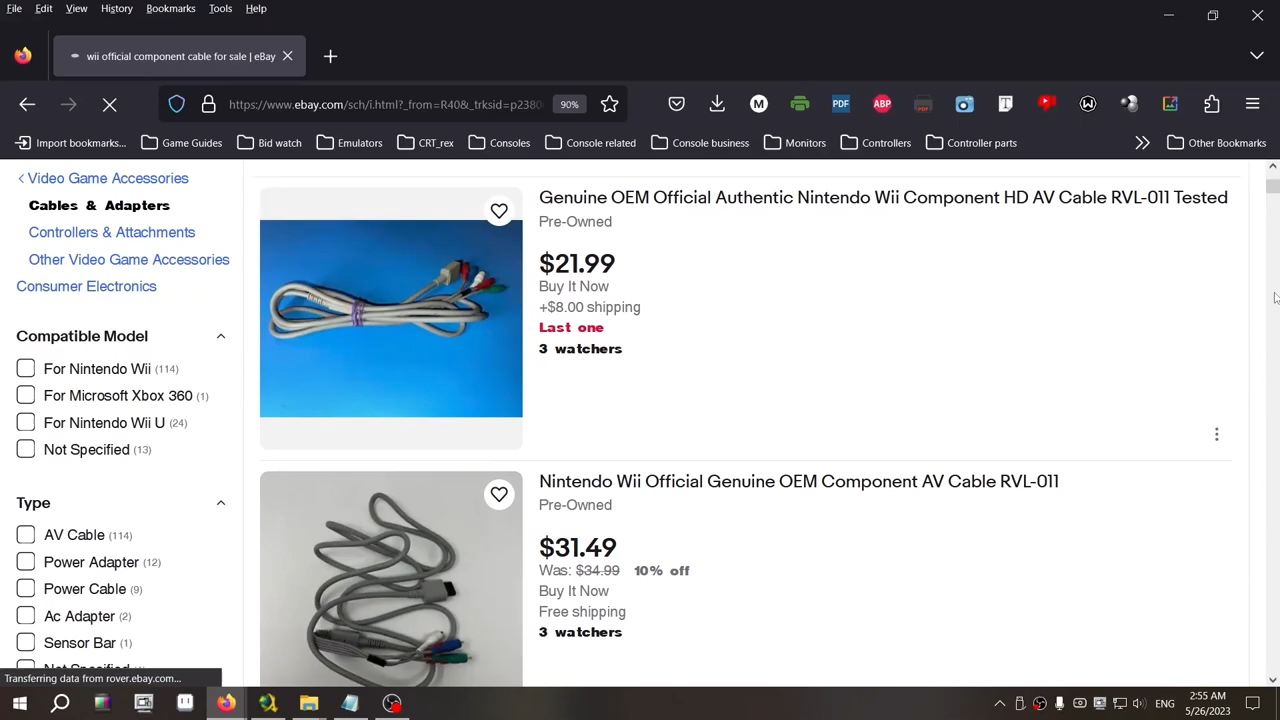 File Edit View History Bookmarks Tools Help
wii official component cable for sale | eBay
https://www.ebay.com/sch/i.html?_from=R40&_trksid=p2380
90%
M PDF ABP PDF T W
Import bookmarks... Game Guides Bid watch Emulators CRT_rex Consoles Console related Console business Monitors Controllers Controller parts Other Bookmarks
Video Game Accessories
Cables & Adapters
Controllers & Attachments
Other Video Game Accessories
Consumer Electronics
Compatible Model
For Nintendo Wii (114)
For Microsoft Xbox 360 (1)
For Nintendo Wii U (24)
Not Specified (13)
Type
AV Cable (114)
Power Adapter (12)
Power Cable (9)
Ac Adapter (2)
Sensor Bar (1)
Not Specified
Transferring data from rover.ebay.com...
Genuine OEM Official Authentic Nintendo Wii Component HD AV Cable RVL-011 Tested
Pre-Owned
$21.99
Buy It Now
+$8.00 shipping
Last one
3 watchers
Nintendo Wii Official Genuine OEM Component AV Cable RVL-011
Pre-Owned
$31.49
Was: $34.99 10% off
Buy It Now
Free shipping
3 watchers
ENG
2:55 AM
5/26/2023